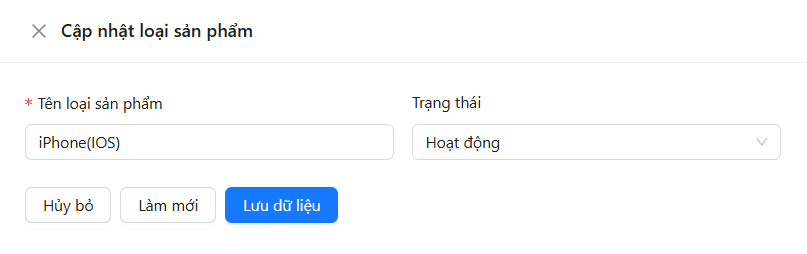 Cập nhật loại sản phẩm
* Tên loại sản phẩm
Trạng thái
iPhone(IOS)
Hoạt động
Hủy bỏ
Làm mới
Lưu dữ liệu